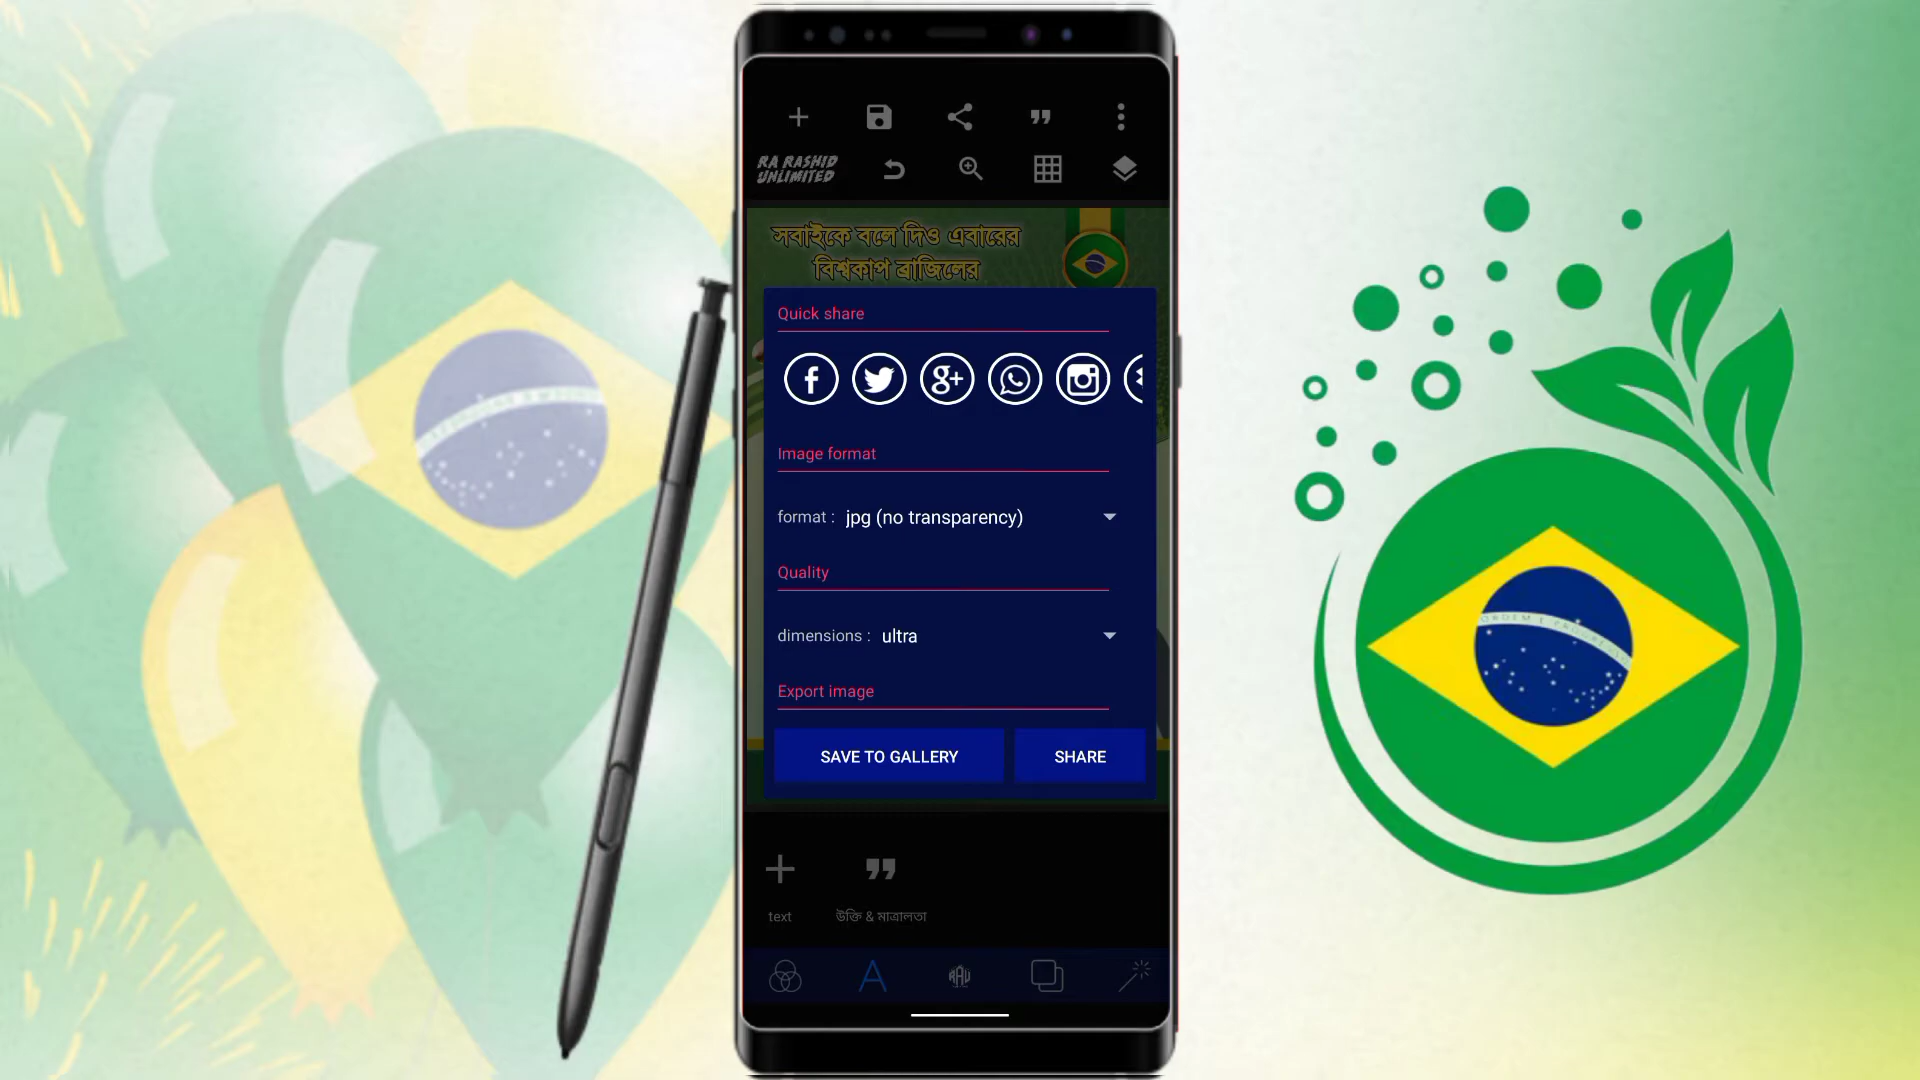 RA RASHID
UNLIMITED
সবাইকে বলে দিও এবারের
বিশ্বকাপ ব্রাজিলের
Quick share
Image format
format : jpg (no transparency)
Quality
dimensions : ultra
Export image
SAVE TO GALLERY
SHARE
text
উক্তি & মাত্রালতা